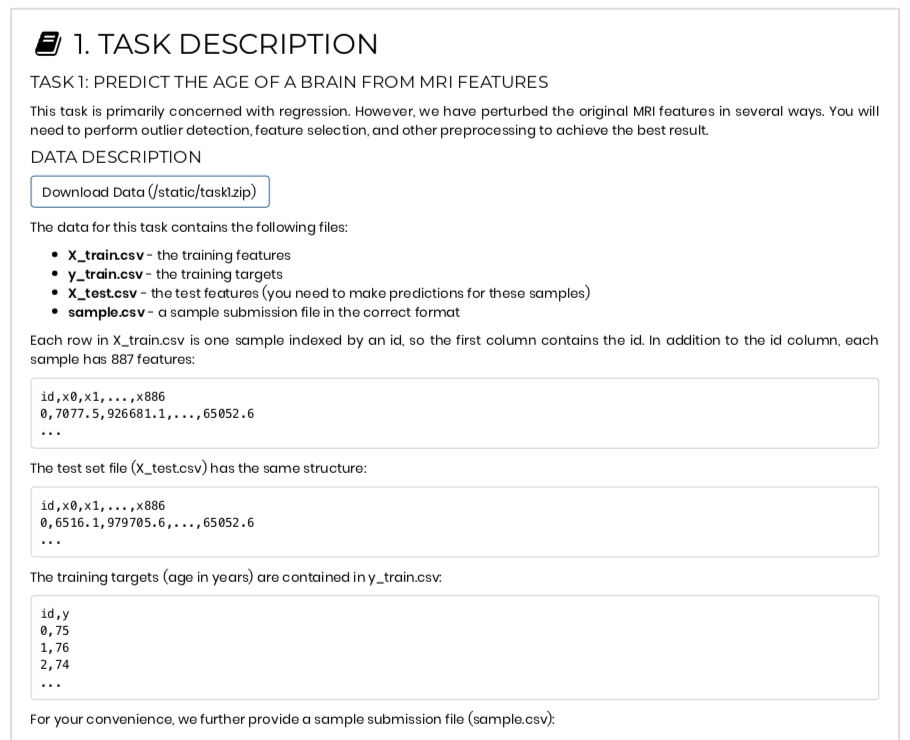 1. TASK DESCRIPTION
TASK 1: PREDICT THE AGE OF A BRAIN FROM MRI FEATURES
This task is primarily concerned with regression. However, we have perturbed the original MRI features in several ways. You will
need to perform outlier detection, feature selection, and other preprocessing to achieve the best result.
DATA DESCRIPTION
Download Data (/static/task1.zip)
The data for this task contains the following files:
• X_train.csv - the training features
• y_train.csv - the training targets
• X_test.csv - the test features (you need to make predictions for these samples)
• sample.csv - a sample submission file in the correct format
Each row in X_train.csv is one sample indexed by an id, so the first column contains the id. In addition to the id column, each
sample has 887 features:
id,x0,x1,...,x886
0,7077.5,926681.1,...,65052.6
...
The test set file (X_test.csv) has the same structure:
id,x0,x1,...,x886
0,6516.1,979705.6,...,65052.6
...
The training targets (age in years) are contained in y_train.csv:
id,y
0,75
1,76
2,74
...
For your convenience, we further provide a sample submission file (sample.csv):